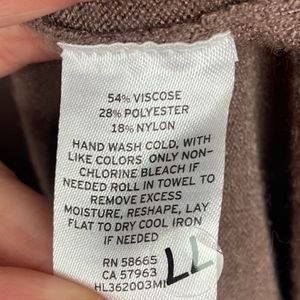 54% VISCOSE
28% POLYESTER
18% NYLON
HAND WASH COLD, WITH
LIKE COLORS ONLY NON-
CHLORINE BLEACH IF
NEEDED ROLL IN TOWEL TO
REMOVE EXCESS
MOISTURE, RESHAPE, LAY
FLAT TO DRY COOL IRON
IF NEEDED
RN 58665
CA 57963
HL362003MI
LL